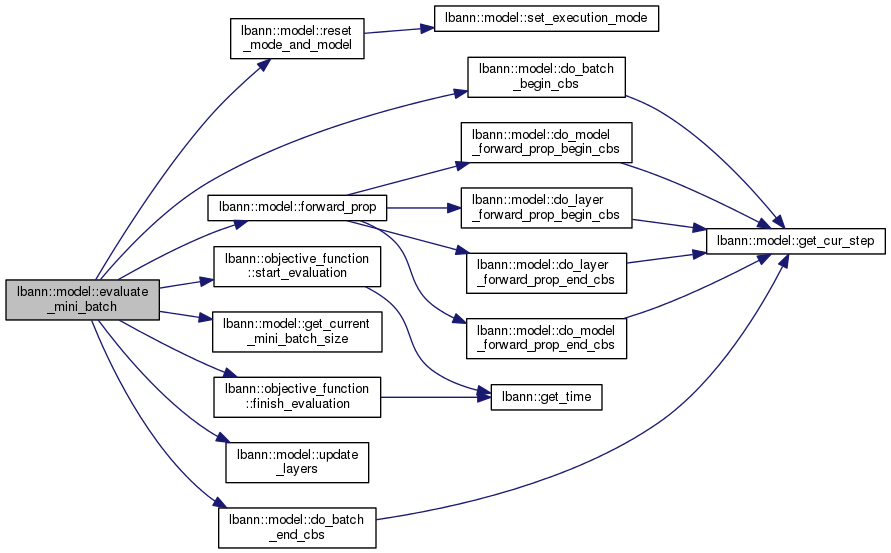 lbann::model::evaluate
_mini_batch
lbann::model::reset
_mode_and_model
lbann::model::set_execution_mode
lbann::model::do_batch
_begin_cbs
lbann::model::forward_prop
lbann::model::do_model
_forward_prop_begin_cbs
lbann::model::do_layer
_forward_prop_begin_cbs
lbann::model::do_layer
_forward_prop_end_cbs
lbann::model::do_model
_forward_prop_end_cbs
lbann::model::get_cur_step
lbann::objective_function
::start_evaluation
lbann::model::get_current
_mini_batch_size
lbann::objective_function
::finish_evaluation
lbann::get_time
lbann::model::update
_layers
lbann::model::do_batch
_end_cbs